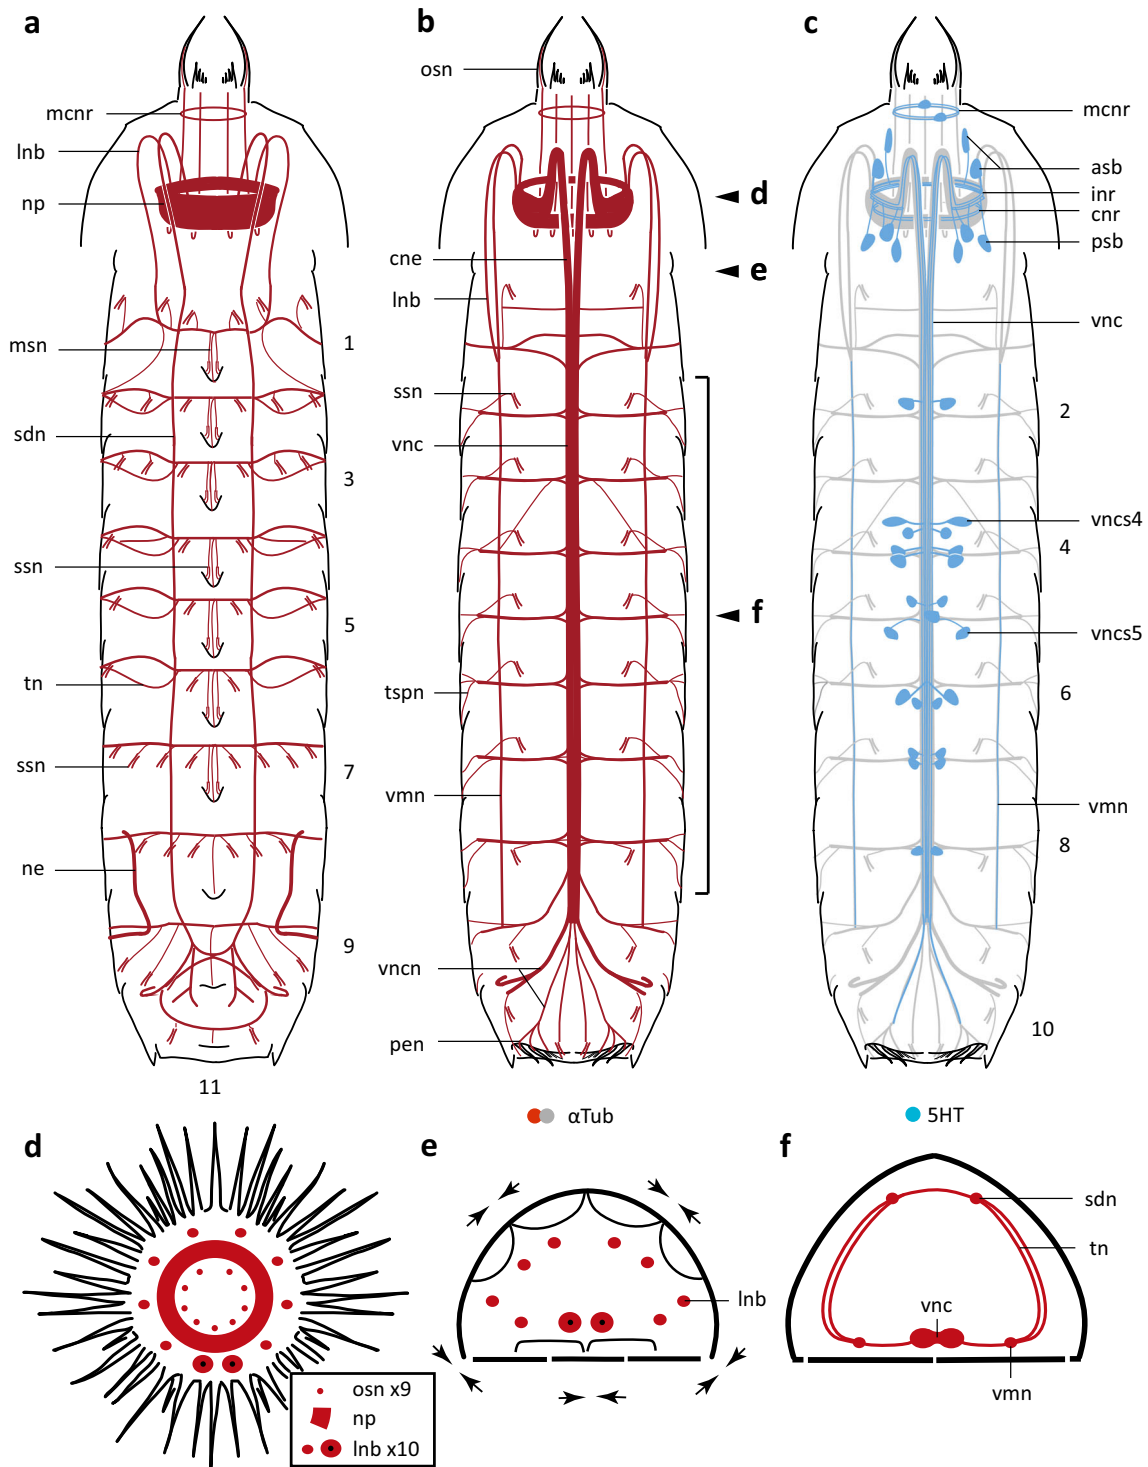 a
mcnr
lnb
np
msn
sdn
ssn
tn
ssn
ne
1
3
5
7
9
11
b
osn
cne
lnb
ssn
vnc
tspn
vmn
vncn
pen
d
e
f
αTub
c
mcnr
asb
inr
cnr
psb
vnc
2
vncs4
4
vncs5
6
vmn
8
10
5HT
d
osn x9
np
lnb x10
e
lnb
f
sdn
tn
vnc
vmn